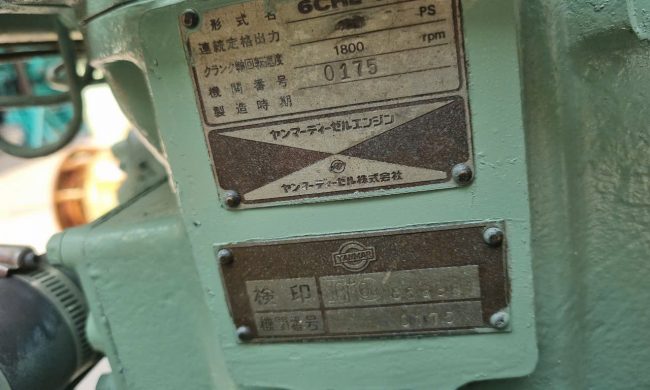 形式名 6CHL
連続定格出力 PS
クランク軸回転速度 1800 rpm
機関番号 0175
製造時期
ヤンマーディーゼルエンジン
ヤンマーディーゼル株式会社
YANMAR
検印
機関番号 0175